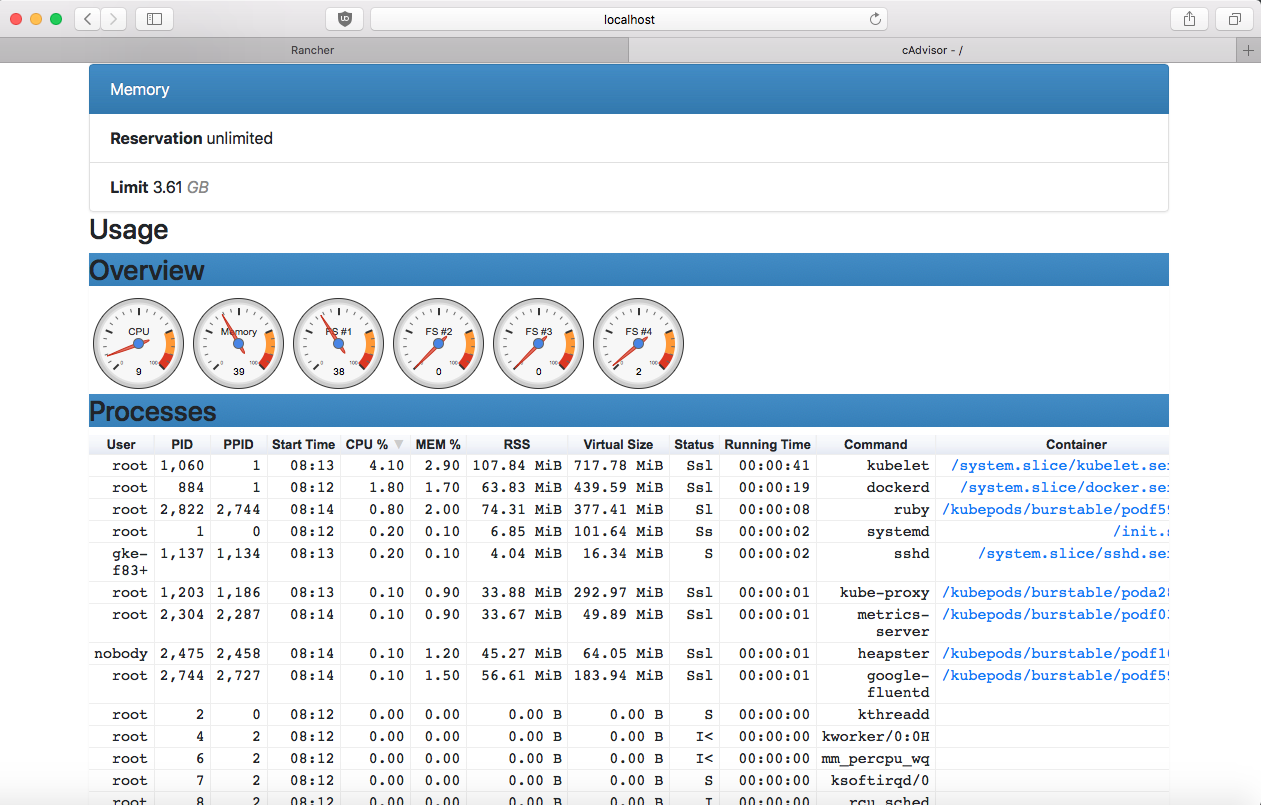 localhost
Rancher
cAdvisor - /
Memory
Reservation unlimited
Limit 3.61 GB
Usage
Overview
CPU Memory FS #1 FS #2 FS #3 FS #4
0 100 0 100 0 100 0 100 0 100 0 100
9 39 38 0 0 2
Processes
User PID PPID Start Time CPU % MEM % RSS Virtual Size Status Running Time Command Container
root 1,060 1 08:13 4.10 2.90 107.84 MiB 717.78 MiB Ssl 00:00:41 kubelet /system.slice/kubelet.se
root 884 1 08:12 1.80 1.70 63.83 MiB 439.59 MiB Ssl 00:00:19 dockerd /system.slice/docker.se
root 2,822 2,744 08:14 0.80 2.00 74.31 MiB 377.41 MiB Sl 00:00:08 ruby /kubepods/burstable/podf5
root 1 0 08:12 0.20 0.10 6.85 MiB 101.64 MiB Ss 00:00:02 systemd /init.
gke- 1,137 1,134 08:13 0.20 0.10 4.04 MiB 16.34 MiB S 00:00:02 sshd /system.slice/sshd.se
f83+
root 1,203 1,186 08:13 0.10 0.90 33.88 MiB 292.97 MiB Ssl 00:00:01 kube-proxy /kubepods/burstable/poda2
root 2,304 2,287 08:14 0.10 0.90 33.67 MiB 49.89 MiB Ssl 00:00:01 metrics- /kubepods/burstable/podf0
server
nobody 2,475 2,458 08:14 0.10 1.20 45.27 MiB 64.05 MiB Ssl 00:00:01 heapster /kubepods/burstable/podf1
root 2,744 2,727 08:14 0.10 1.50 56.61 MiB 183.94 MiB Ssl 00:00:01 google- /kubepods/burstable/podf5
fluentd
root 2 0 08:12 0.00 0.00 0.00 B 0.00 B S 00:00:00 kthreadd
root 4 2 08:12 0.00 0.00 0.00 B 0.00 B I< 00:00:00 kworker/0:0H
root 6 2 08:12 0.00 0.00 0.00 B 0.00 B I< 00:00:00 mm_percpu_wq
root 7 2 08:12 0.00 0.00 0.00 B 0.00 B S 00:00:00 ksoftirqd/0
root 8 2 08:12 0.00 0.00 0.00 B 0.00 B I 00:00:00 rcu_sched